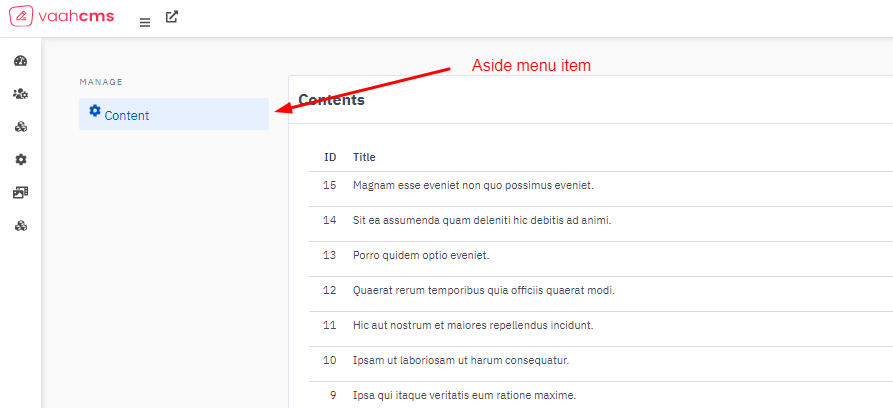 vaahcms
Aside menu item
MANAGE
Content
Contents
ID Title
15 Magnam esse eveniet non quo possimus eveniet.
14 Sit ea assumenda quam deleniti hic debitis ad animi.
13 Porro quidem optio eveniet.
12 Quaerat rerum temporibus quia officiis quaerat modi.
11 Hic aut nostrum et maiores repellendus incidunt.
10 Ipsam ut laboriosam ut harum consequatur.
9 Ipsa qui itaque veritatis eum ratione maxime.